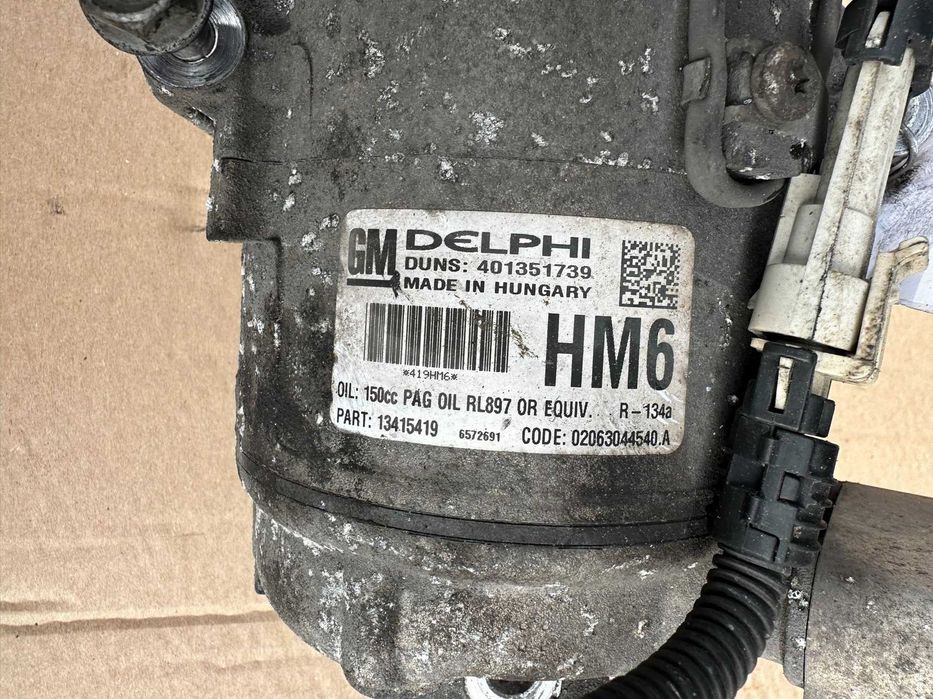 GM DELPHI
DUNS: 401351739
MADE IN HUNGARY
*419HM6*
HM6
OIL: 150cc PAG OIL RL897 OR EQUIV. R-134a
PART: 13415419 6572691 CODE: 02063044540.A